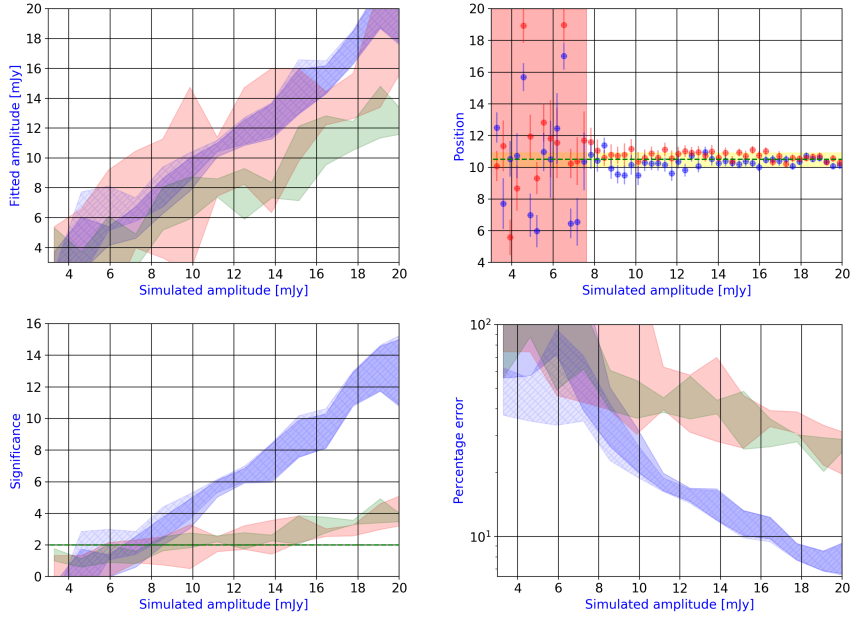 20
18
16
14
12
10
8
6
4
Fitted amplitude [mJy]
4 6 8 10 12 14 16 18 20
Simulated amplitude [mJy]
20
18
16
14
12
10
8
6
4
Position
4 6 8 10 12 14 16 18 20
Simulated amplitude [mJy]
16
14
12
10
8
6
4
2
0
Significance
4 6 8 10 12 14 16 18 20
Simulated amplitude [mJy]
10²
10¹
Percentage error
4 6 8 10 12 14 16 18 20
Simulated amplitude [mJy]